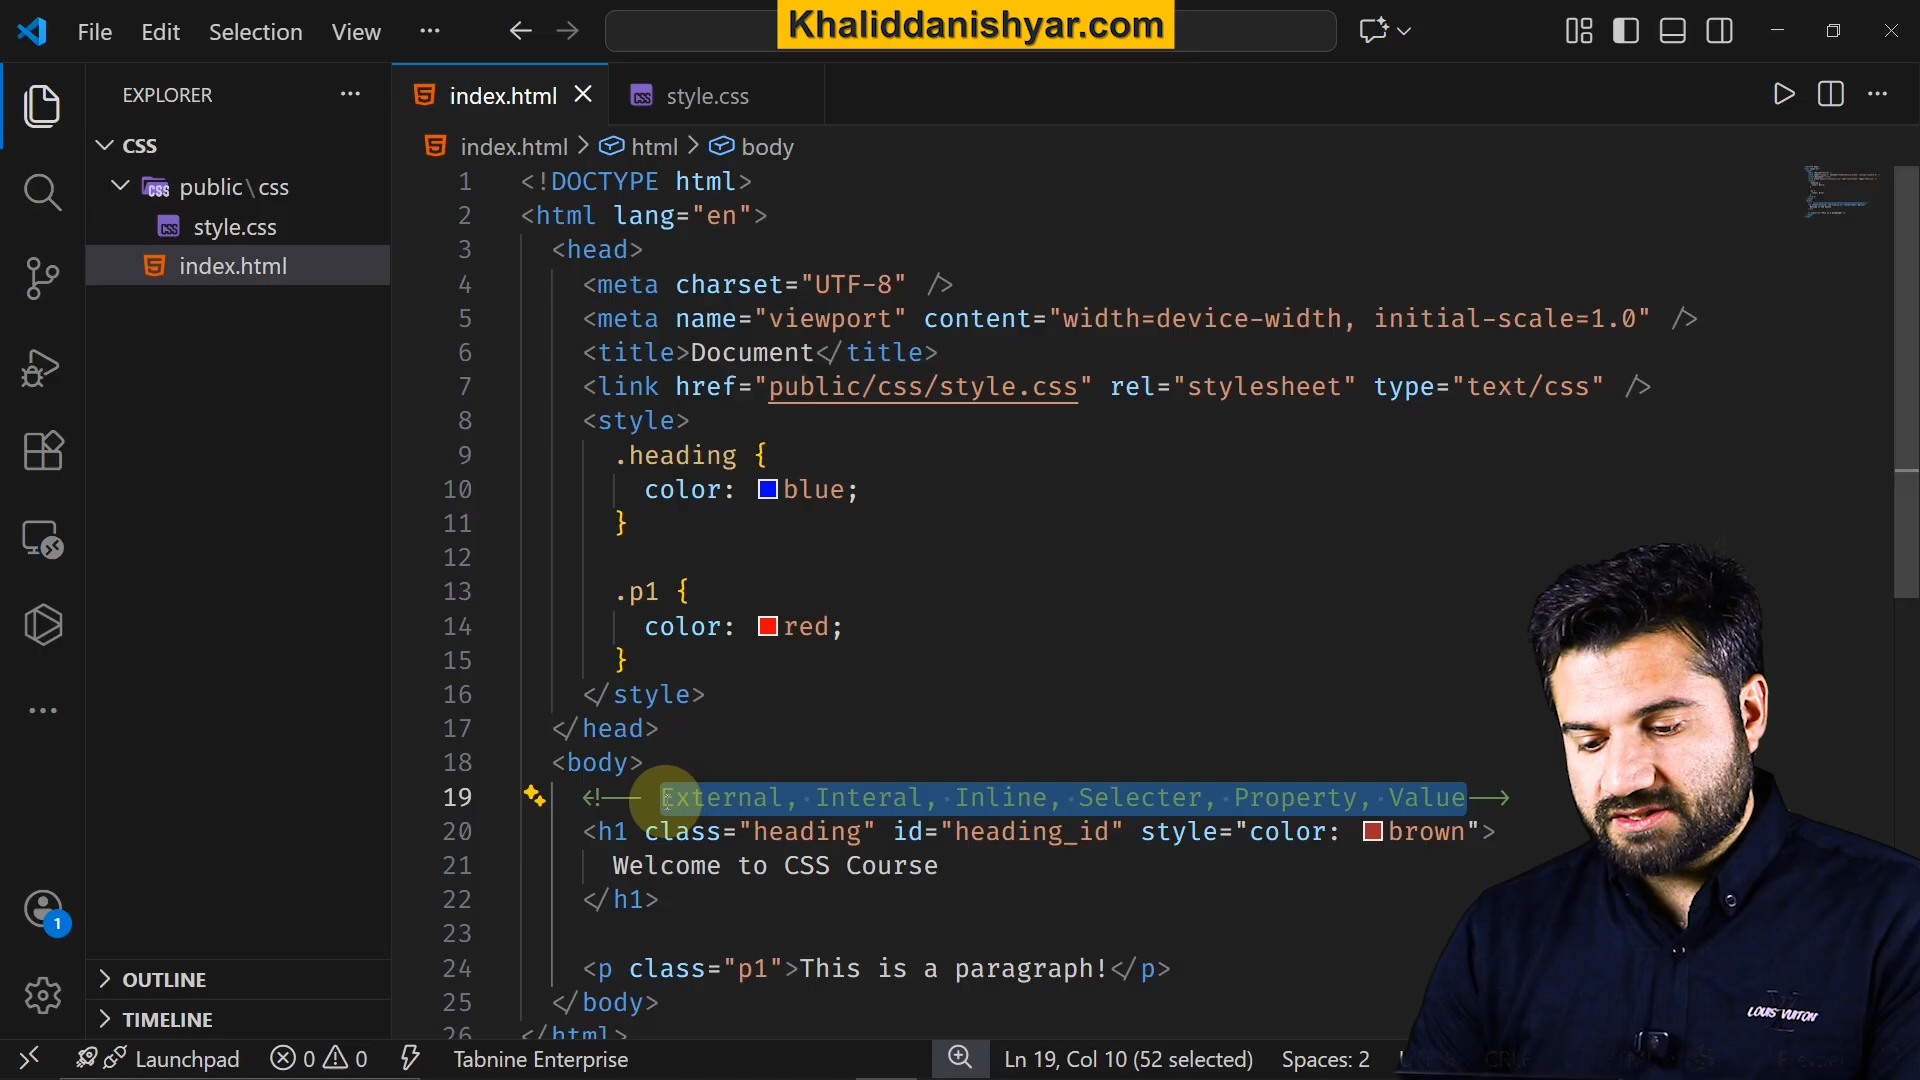 Khaliddanishyar.com
File Edit Selection View
EXPLORER
index.html
style.css
CSS
public\css
style.css
index.html
index.html > html > body
1 <!DOCTYPE html>
2 <html lang="en">
3 <head>
4 <meta charset="UTF-8" />
5 <meta name="viewport" content="width=device-width, initial-scale=1.0" />
6 <title>Document</title>
7 <link href="public/css/style.css" rel="stylesheet" type="text/css" />
8 <style>
9 .heading {
10 color: blue;
11 }
12
13 .p1 {
14 color: red;
15 }
16 </style>
17 </head>
18 <body>
19 <!-- External, Interal, Inline, Selecter, Property, Value-->
20 <h1 class="heading" id="heading_id" style="color: brown">
21 Welcome to CSS Course
22 </h1>
23
24 <p class="p1">This is a paragraph!</p>
25 </body>
26 </html>
1
OUTLINE
TIMELINE
LOUIS VUITTON
Launchpad 0 0 Tabnine Enterprise Ln 19, Col 10 (52 selected) Spaces: 2